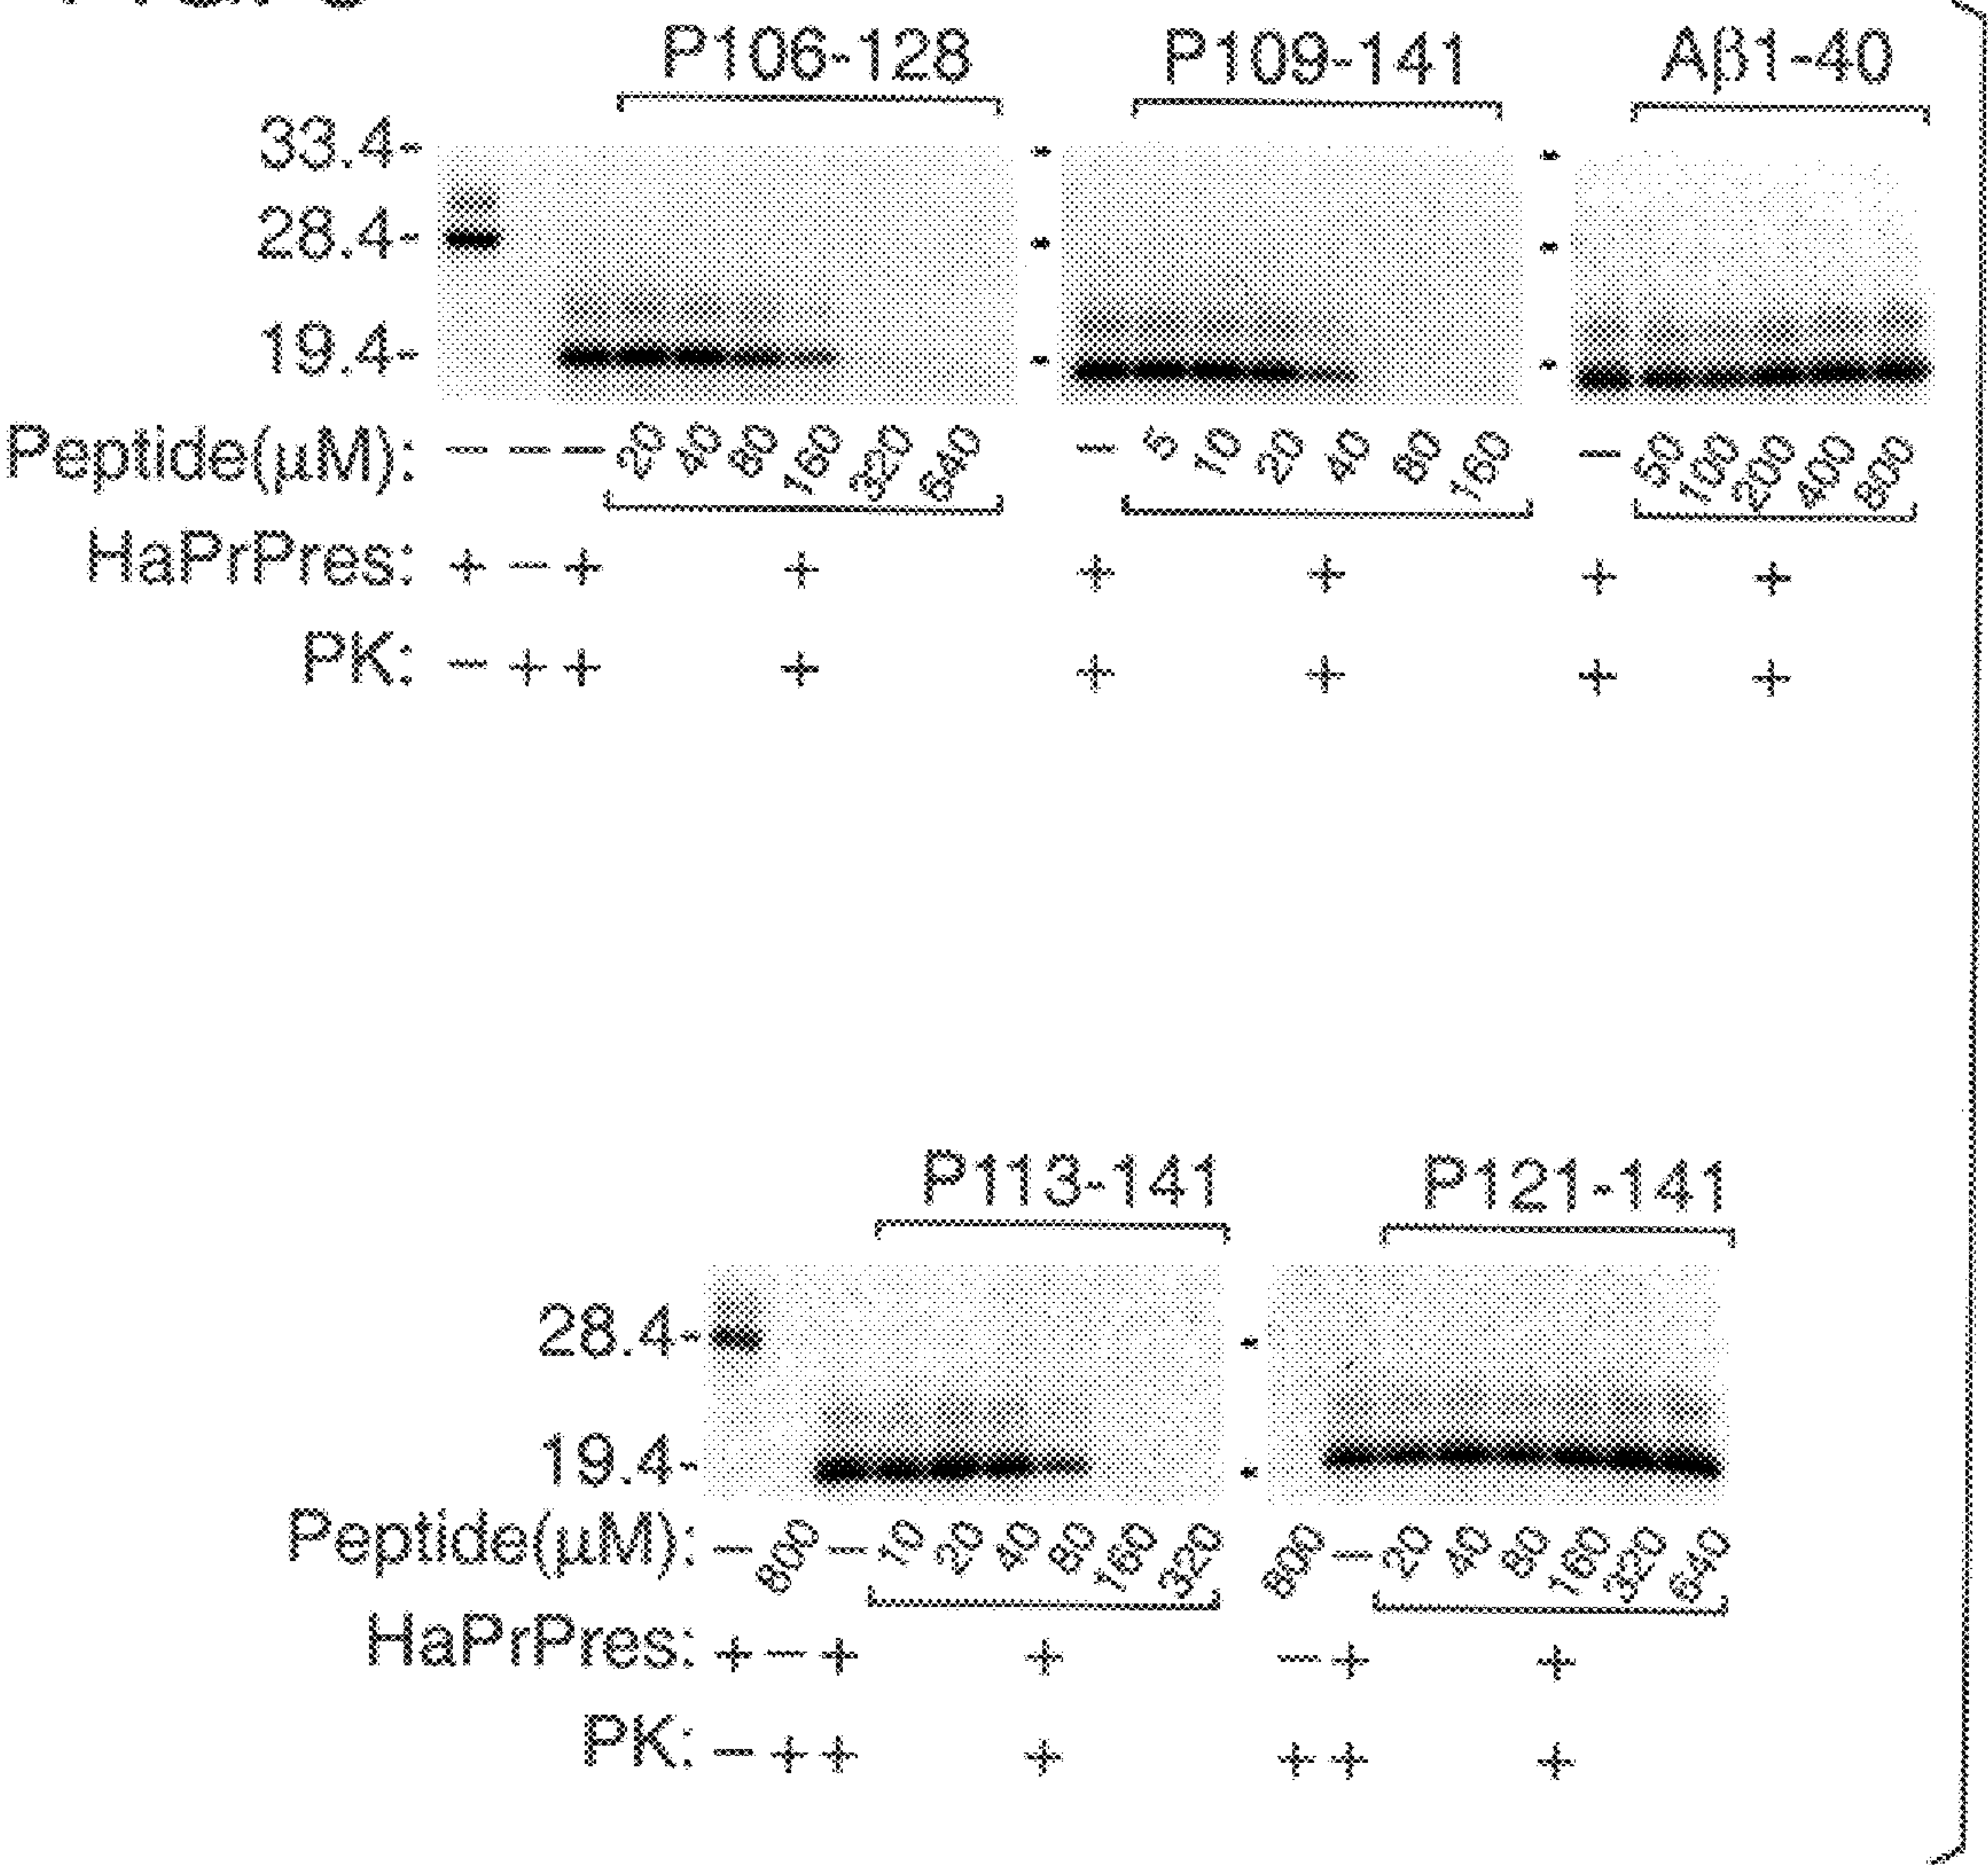 P106-128 P109-141 Aβ1-40
33.4-
28.4-
19.4-
Peptide(μM): — — — 20 40 80 160 320 640 — 5 10 20 40 80 160 — 50 100 200 400 800
HaPrPres: + — + + + + + +
PK: — + + + + + + +
P113-141 P121-141
28.4-
19.4-
Peptide(μM): — 800 — 10 20 40 80 160 320 800 — 20 40 80 160 320 640
HaPrPres: + — + + — + +
PK: — + + + + + +